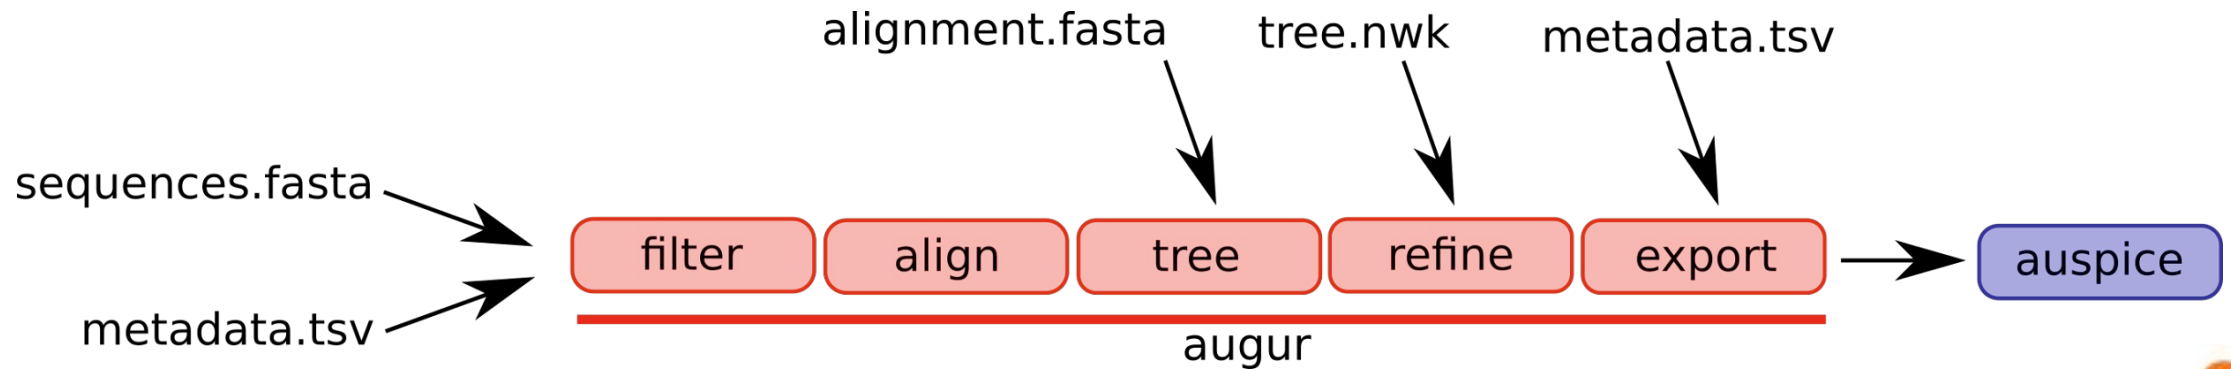 alignment.fasta
tree.nwk
metadata.tsv
sequences.fasta
metadata.tsv
filter
align
tree
refine
export
auspice
augur